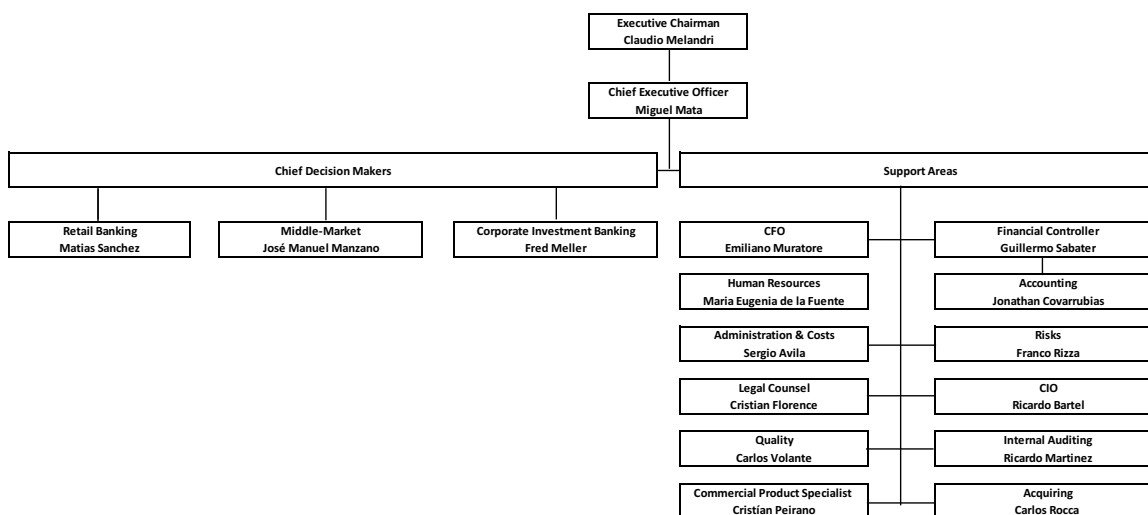 Executive Chairman
Claudio Melandri
Chief Executive Officer
Miguel Mata
Chief Decision Makers
Support Areas
Retail Banking
Matias Sanchez
Middle-Market
José Manuel Manzano
Corporate Investment Banking
Fred Meller
CFO
Emiliano Muratore
Financial Controller
Guillermo Sabater
Human Resources
Maria Eugenia de la Fuente
Accounting
Jonathan Covarrubias
Administration & Costs
Sergio Avila
Risks
Franco Rizza
Legal Counsel
Cristian Florence
CIO
Ricardo Bartel
Quality
Carlos Volante
Internal Auditing
Ricardo Martinez
Commercial Product Specialist
Cristían Peirano
Acquiring
Carlos Rocca